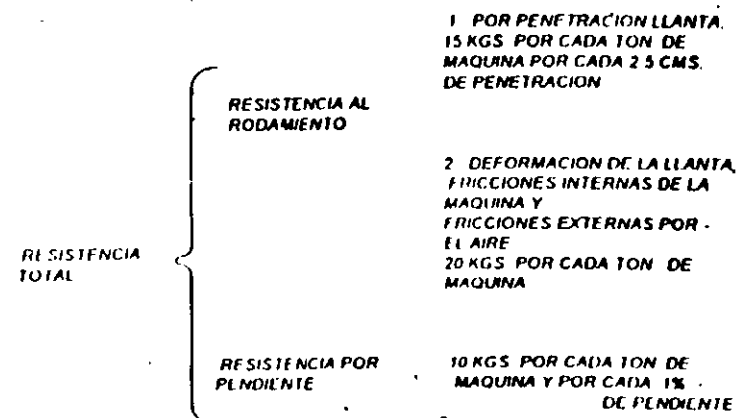 RESISTENCIA
TOTAL
RESISTENCIA AL
RODAMIENTO
1 POR PENETRACION LLANTA.
15 KGS POR CADA TON DE
MAQUINA POR CADA 2 5 CMS.
DE PENETRACION
2 DEFORMACION DE LA LLANTA,
FRICCIONES INTERNAS DE LA
MAQUINA Y
FRICCIONES EXTERNAS POR -
EL AIRE
20 KGS POR CADA TON DE
MAQUINA
RESISTENCIA POR
PENDIENTE
10 KGS POR CADA TON DE
MAQUINA Y POR CADA 1%
DE PENDIENTE